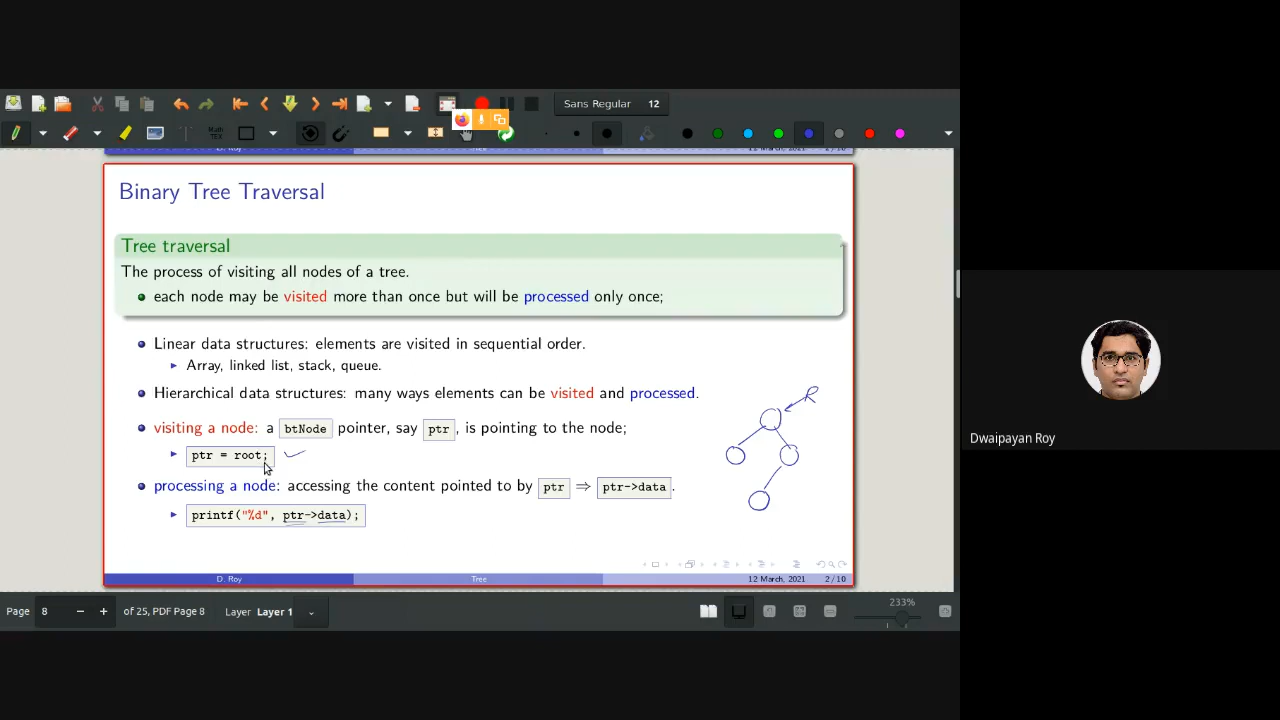 Sans Regular 12
Math
TEX
D. Roy Tree 12 March, 2021 2/10
Binary Tree Traversal
Tree traversal
The process of visiting all nodes of a tree.
each node may be visited more than once but will be processed only once;
Linear data structures: elements are visited in sequential order.
Array, linked list, stack, queue.
Hierarchical data structures: many ways elements can be visited and processed.
R
visiting a node: a btNode pointer, say ptr, is pointing to the node;
ptr = root;
processing a node: accessing the content pointed to by ptr ⇒ ptr->data.
printf("%d", ptr->data);
D. Roy Tree 12 March, 2021 2/10
Page 8 of 25, PDF Page 8 Layer Layer 1 233%
Dwaipayan Roy